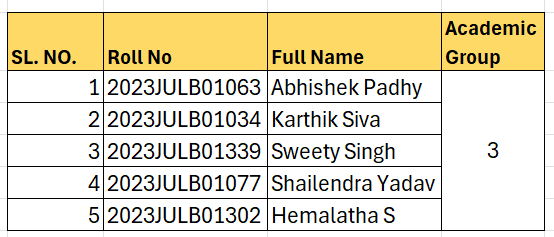 SL. NO. Roll No Full Name Academic Group
1 2023JULB01063 Abhishek Padhy
2 2023JULB01034 Karthik Siva
3 2023JULB01339 Sweety Singh 3
4 2023JULB01077 Shailendra Yadav
5 2023JULB01302 Hemalatha S